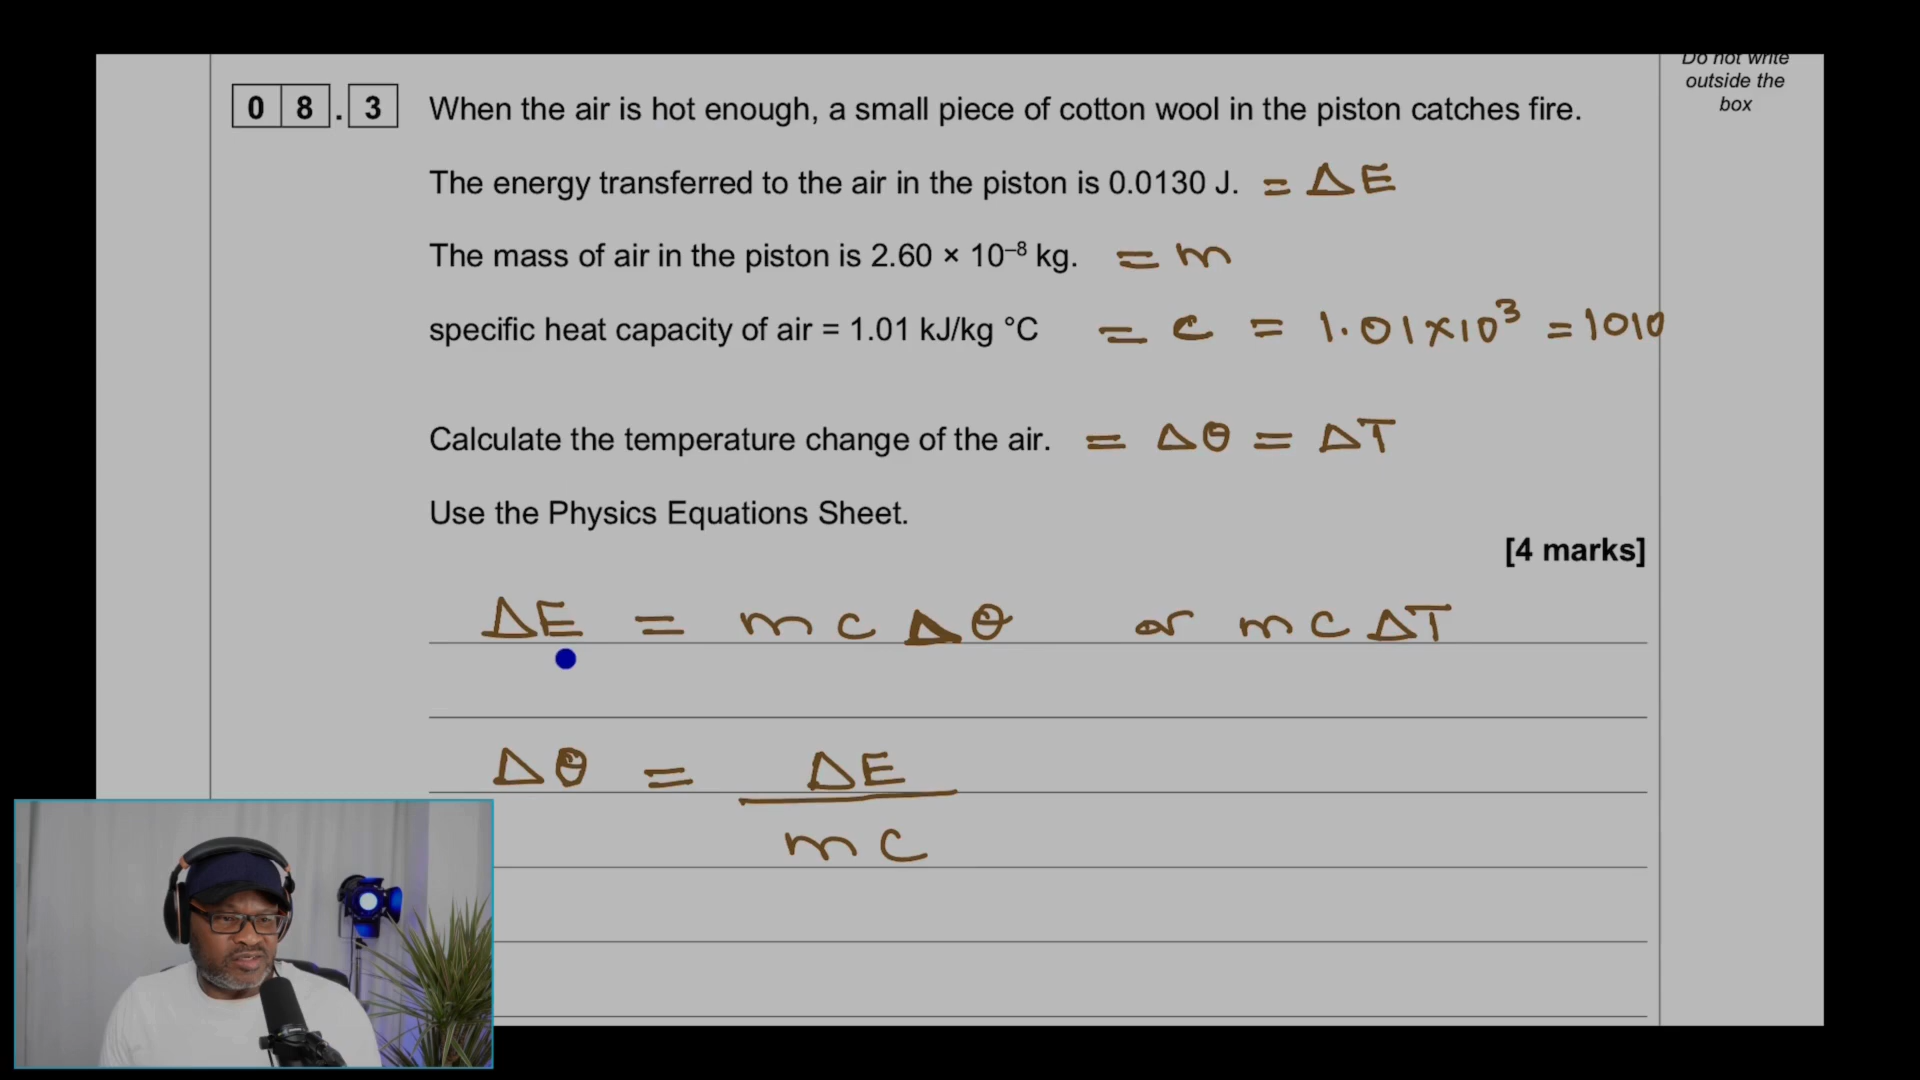 Do not write
outside the
box
0 8 . 3 When the air is hot enough, a small piece of cotton wool in the piston catches fire.
The energy transferred to the air in the piston is 0.0130 J. = ΔE
The mass of air in the piston is 2.60 × 10⁻⁸ kg. = m
specific heat capacity of air = 1.01 kJ/kg °C = c = 1.01×10³ = 1010
Calculate the temperature change of the air. = Δθ = ΔT
Use the Physics Equations Sheet.
[4 marks]
ΔE = mcΔθ or mcΔT
Δθ = ΔE
mc